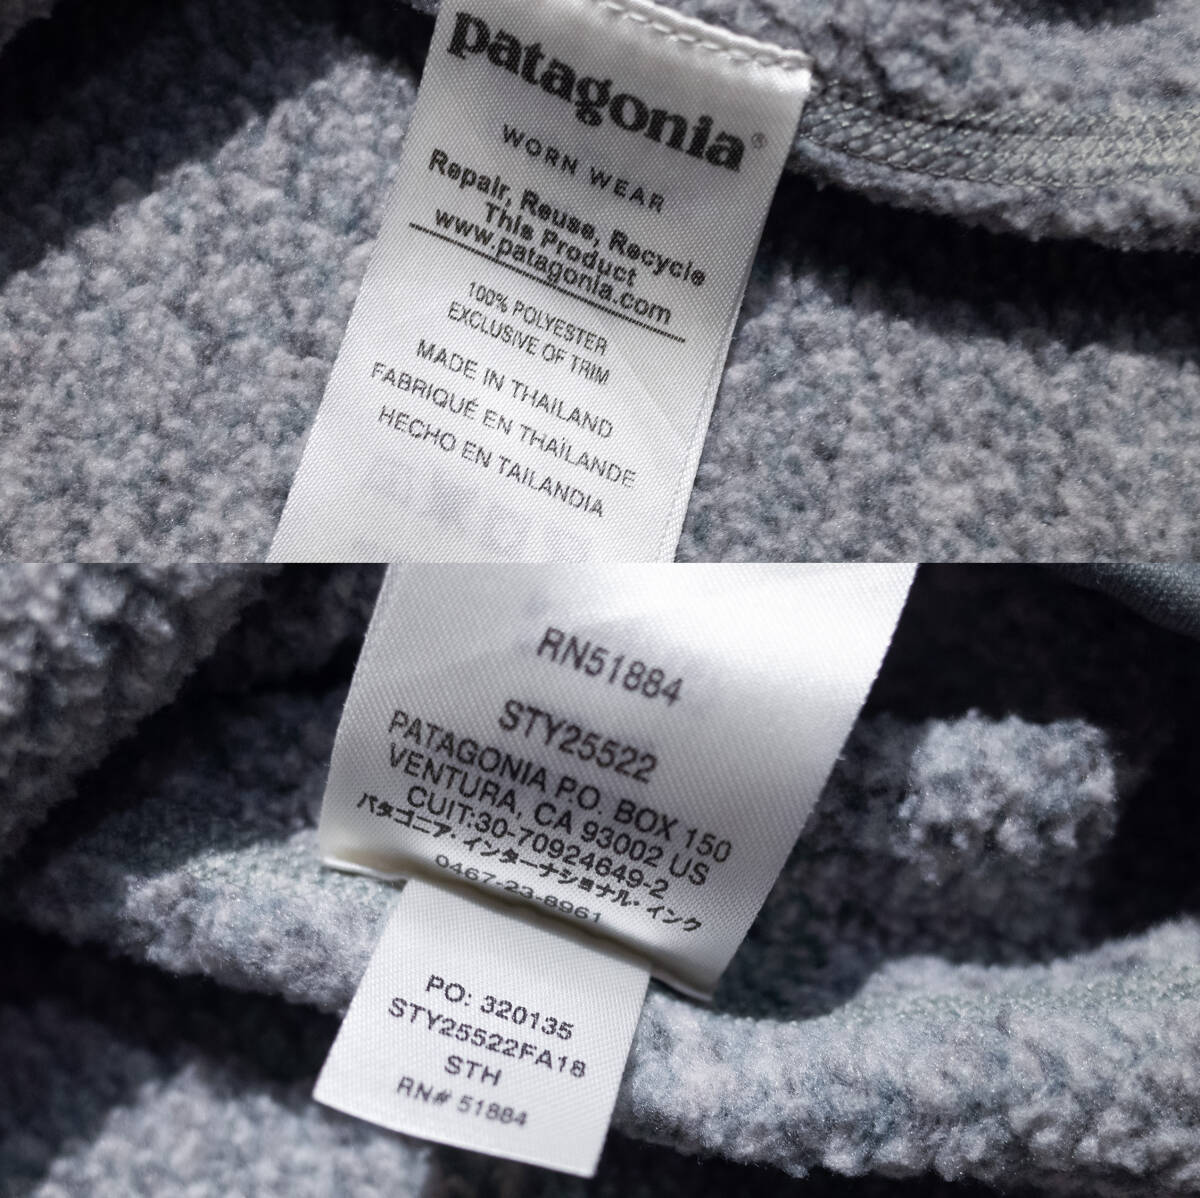 patagonia®
WORN WEAR
Repair, Reuse, Recycle
This Product
www.patagonia.com
100% POLYESTER
EXCLUSIVE OF TRIM
MADE IN THAILAND
FABRIQUÉ EN THAÏLANDE
HECHO EN TAILANDIA
RN51884
STY25522
PATAGONIA P.O. BOX 150
VENTURA, CA 93002 US
CUIT:30-70924649-2
パタゴニア・インターナショナル・インク
0467-23-8961
PO: 320135
STY25522FA18
STH
RN# 51884